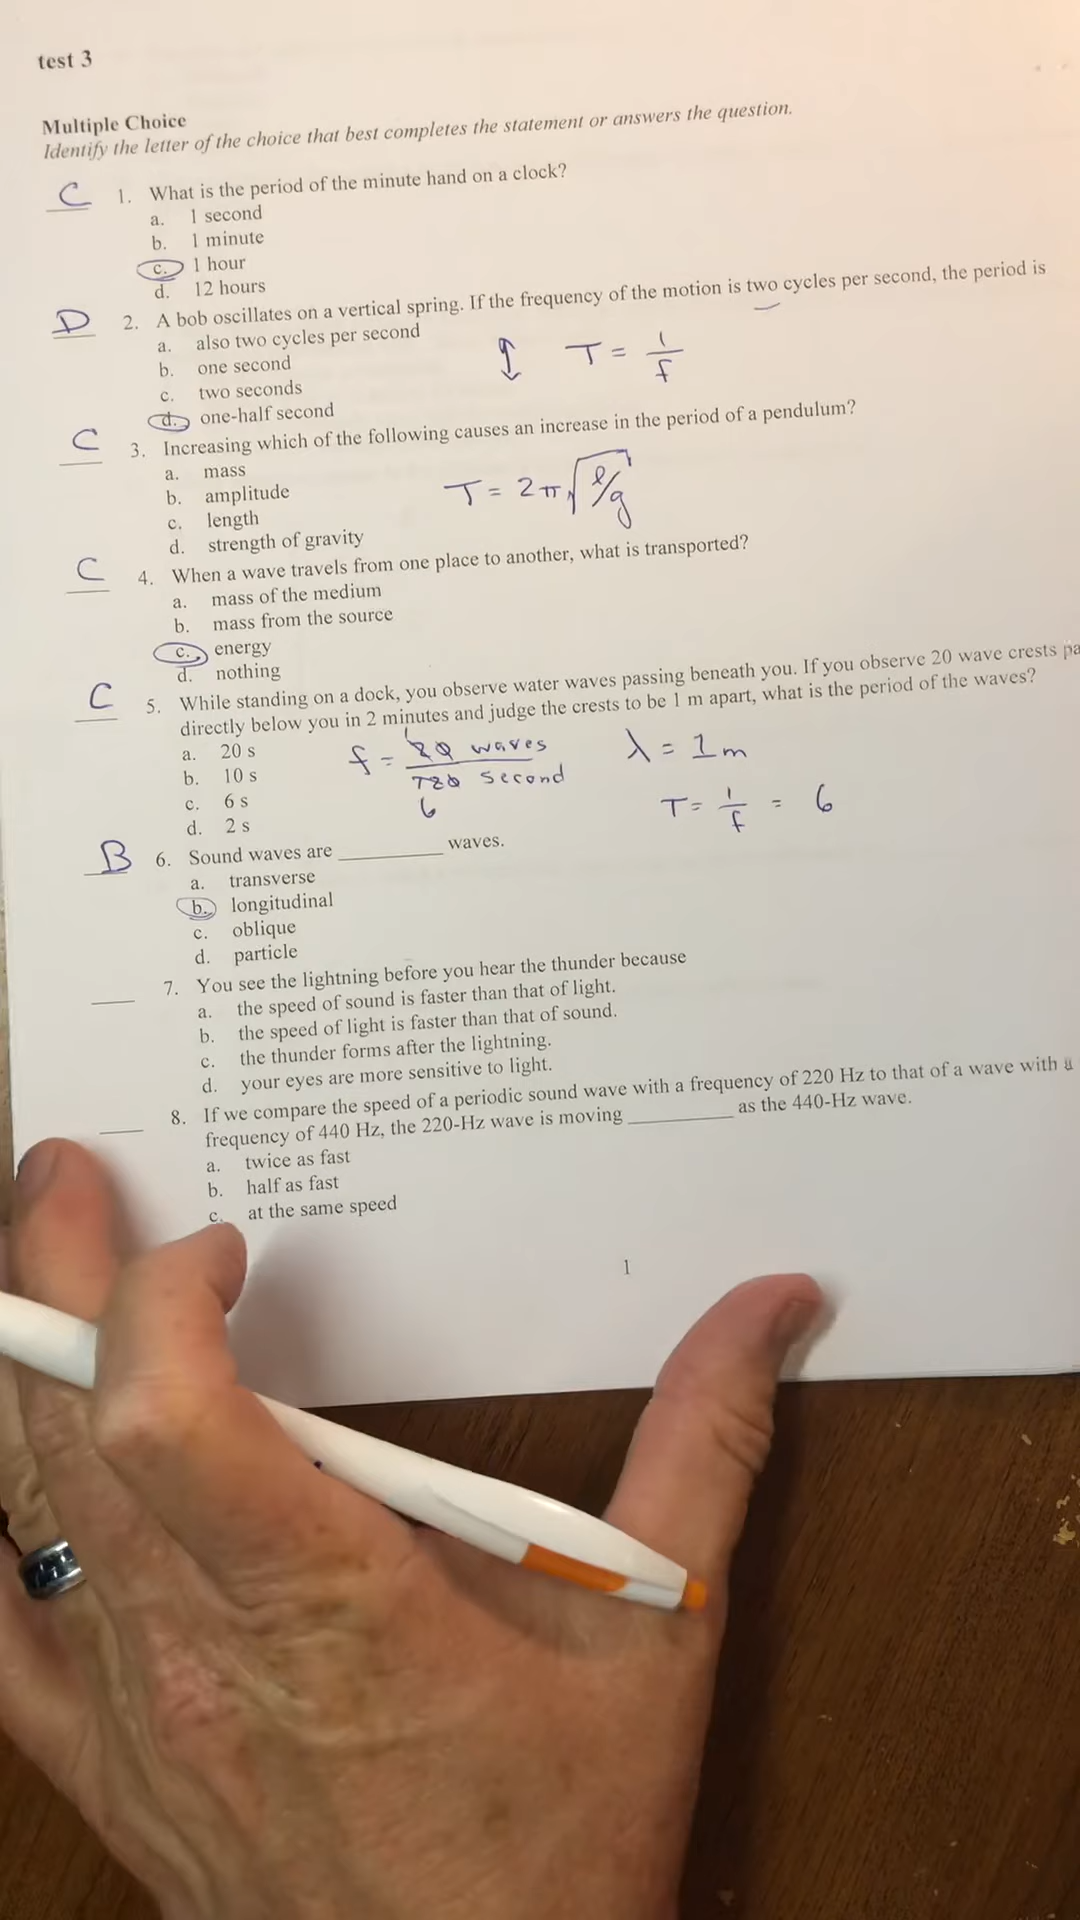 test 3
Multiple Choice
Identify the letter of the choice that best completes the statement or answers the question.
C 1. What is the period of the minute hand on a clock?
a. 1 second
b. 1 minute
c. 1 hour
d. 12 hours
D 2. A bob oscillates on a vertical spring. If the frequency of the motion is two cycles per second, the period is
a. also two cycles per second
b. one second
c. two seconds
d. one-half second
T = 1/f
C 3. Increasing which of the following causes an increase in the period of a pendulum?
a. mass
b. amplitude
c. length
d. strength of gravity
T = 2π√l/g
C 4. When a wave travels from one place to another, what is transported?
a. mass of the medium
b. mass from the source
c. energy
d. nothing
C 5. While standing on a dock, you observe water waves passing beneath you. If you observe 20 wave crests pa
directly below you in 2 minutes and judge the crests to be 1 m apart, what is the period of the waves?
a. 20 s
b. 10 s
c. 6 s
d. 2 s
f = 20 waves
120 second
6
λ = 1 m
T = 1/f = 6
B 6. Sound waves are __________ waves.
a. transverse
b. longitudinal
c. oblique
d. particle
7. You see the lightning before you hear the thunder because
a. the speed of sound is faster than that of light.
b. the speed of light is faster than that of sound.
c. the thunder forms after the lightning.
d. your eyes are more sensitive to light.
8. If we compare the speed of a periodic sound wave with a frequency of 220 Hz to that of a wave with a
frequency of 440 Hz, the 220-Hz wave is moving __________ as the 440-Hz wave.
a. twice as fast
b. half as fast
c. at the same speed
1